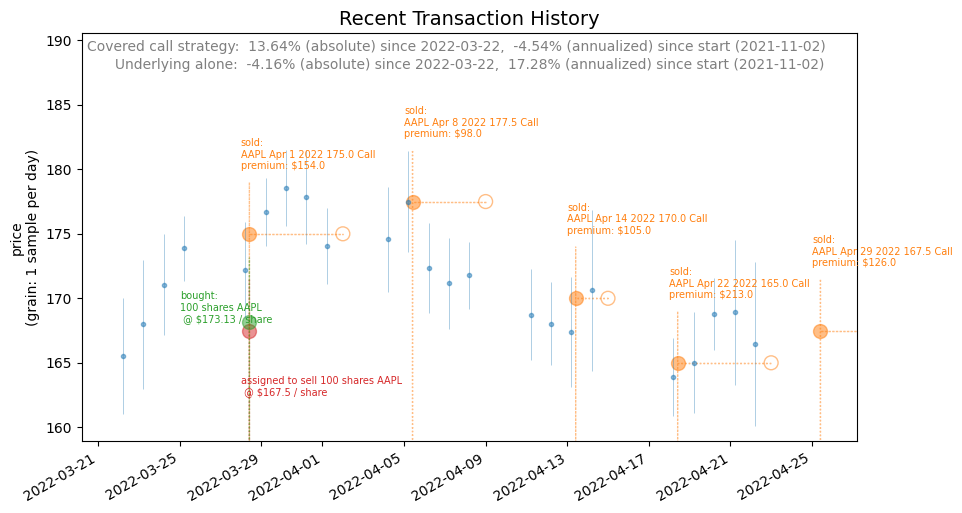 Recent Transaction History
Covered call strategy:  13.64% (absolute) since 2022-03-22,  -4.54% (annualized) since start (2021-11-02)
Underlying alone:  -4.16% (absolute) since 2022-03-22,  17.28% (annualized) since start (2021-11-02)
price
(grain: 1 sample per day)
190
185
180
175
170
165
160
sold:
AAPL Apr 1 2022 175.0 Call
premium: $154.0
bought:
100 shares AAPL
@ $173.13 / share
assigned to sell 100 shares AAPL
@ $167.5 / share
sold:
AAPL Apr 8 2022 177.5 Call
premium: $98.0
sold:
AAPL Apr 14 2022 170.0 Call
premium: $105.0
sold:
AAPL Apr 22 2022 165.0 Call
premium: $213.0
sold:
AAPL Apr 29 2022 167.5 Call
premium: $126.0
2022-03-21
2022-03-25
2022-03-29
2022-04-01
2022-04-05
2022-04-09
2022-04-13
2022-04-17
2022-04-21
2022-04-25